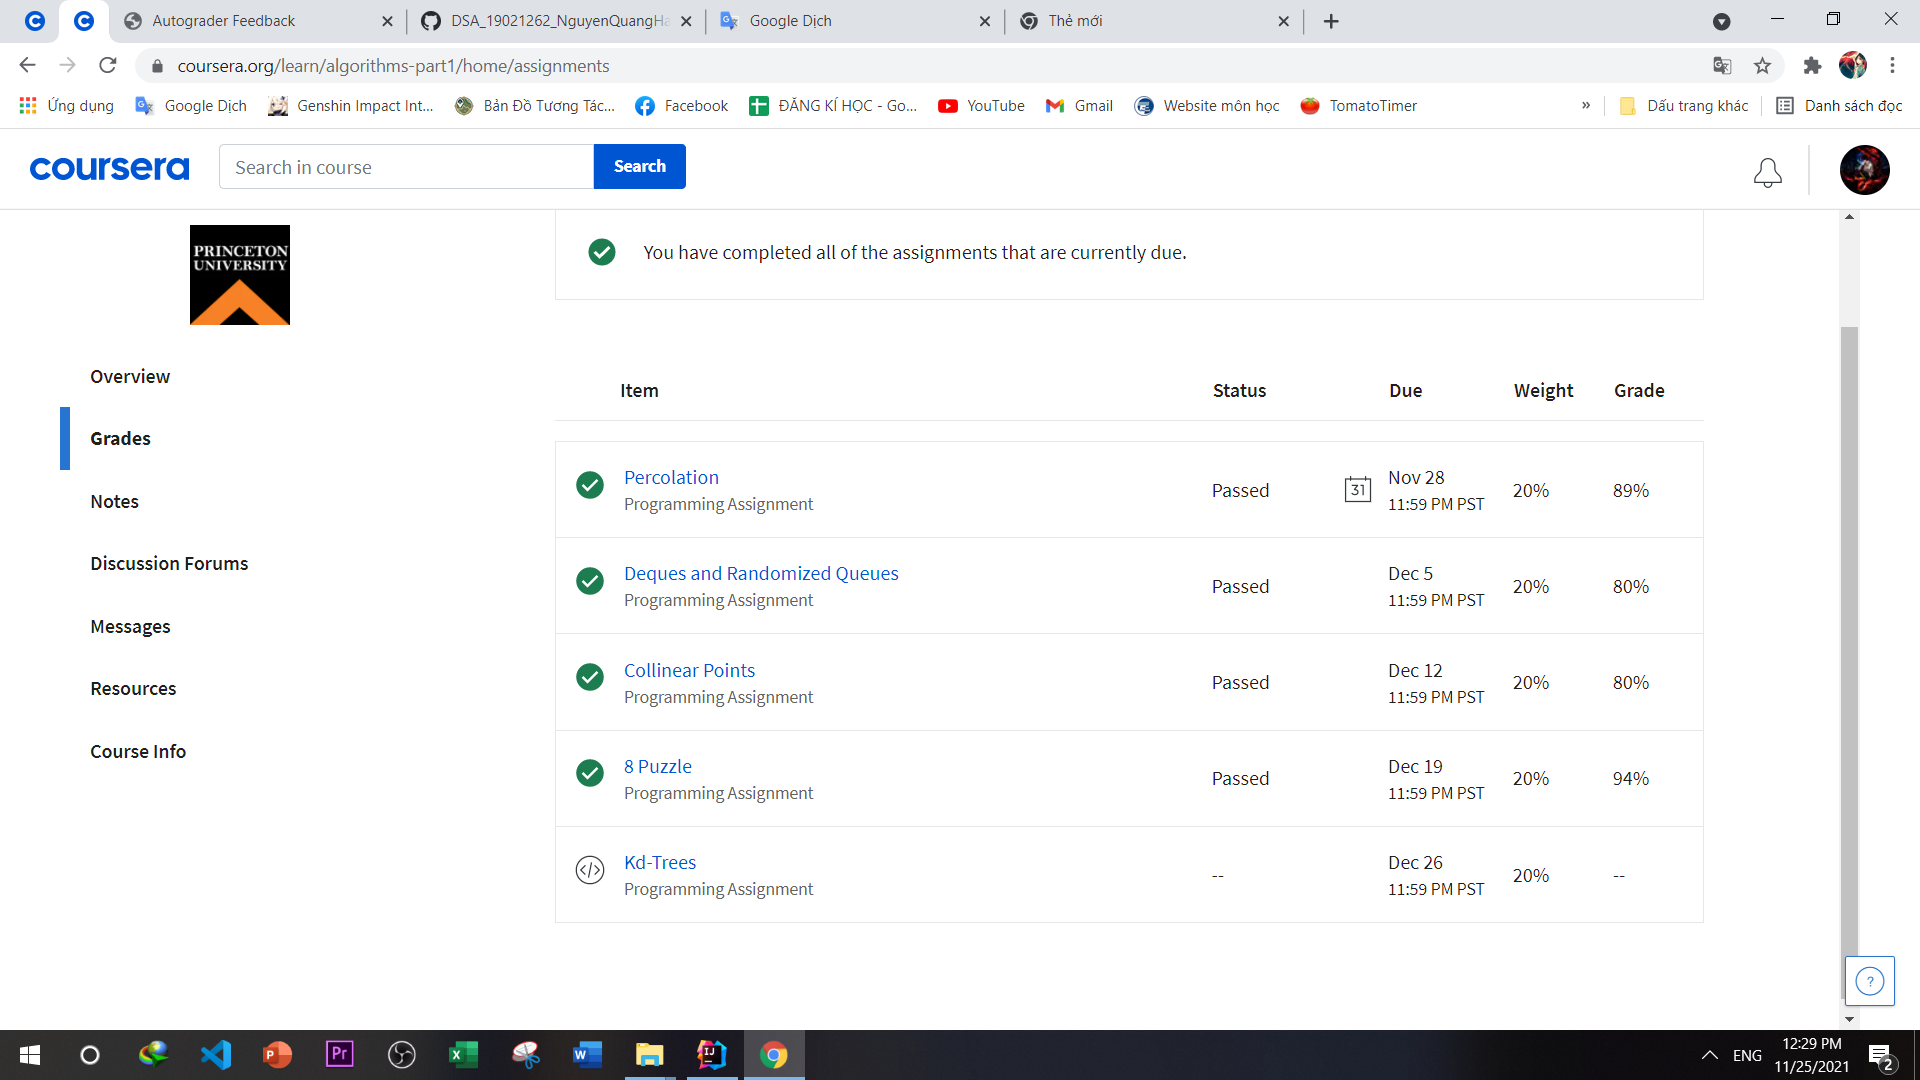 Autograder Feedback
DSA_19021262_NguyenQuangHa
Google Dịch
Thẻ mới
coursera.org/learn/algorithms-part1/home/assignments
Ứng dụng
Google Dịch
Genshin Impact Int...
Bản Đồ Tương Tác...
Facebook
ĐĂNG KÍ HỌC - Go...
YouTube
Gmail
Website môn học
TomatoTimer
»
Dấu trang khác
Danh sách đọc
coursera
Search in course
Search
PRINCETON
UNIVERSITY
Overview
Grades
Notes
Discussion Forums
Messages
Resources
Course Info
You have completed all of the assignments that are currently due.
Item Status Due Weight Grade
Percolation
Programming Assignment
Passed
31
Nov 28
11:59 PM PST
20%
89%
Deques and Randomized Queues
Programming Assignment
Passed
Dec 5
11:59 PM PST
20%
80%
Collinear Points
Programming Assignment
Passed
Dec 12
11:59 PM PST
20%
80%
8 Puzzle
Programming Assignment
Passed
Dec 19
11:59 PM PST
20%
94%
Kd-Trees
Programming Assignment
--
Dec 26
11:59 PM PST
20%
--
?
ENG
12:29 PM
11/25/2021
2